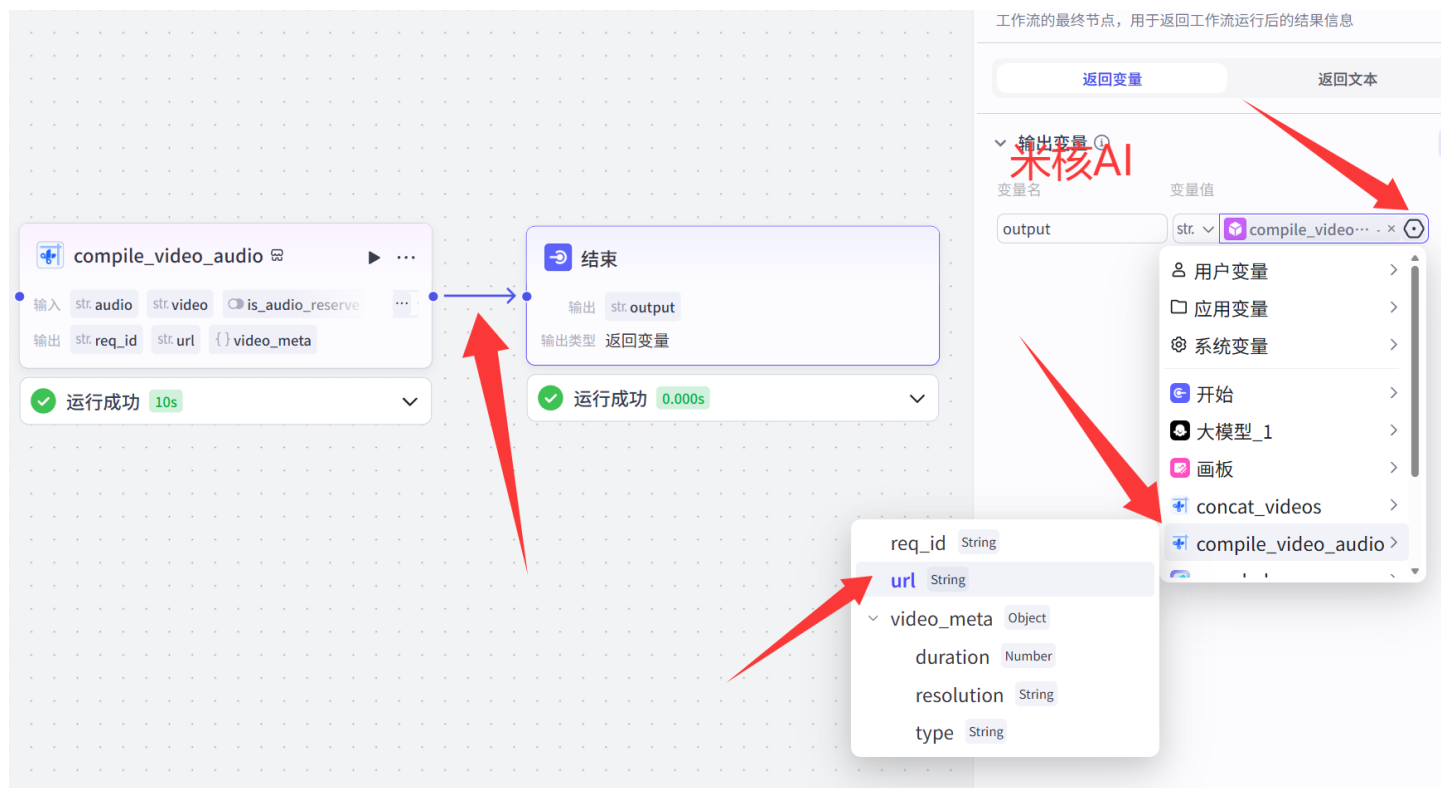 工作流的最终节点，用于返回工作流运行后的结果信息
返回变量 返回文本
输出变量
米核AI
变量名 变量值
output str. compile_video··· . ×
compile_video_audio ···
输入 str. audio str. video is_audio_reserve ···
输出 str. req_id str. url { } video_meta
运行成功 10s
结束
输出 str. output
输出类型 返回变量
运行成功 0.000s
用户变量
应用变量
系统变量
开始
大模型_1
画板
concat_videos
compile_video_audio
req_id String
url String
video_meta Object
duration Number
resolution String
type String